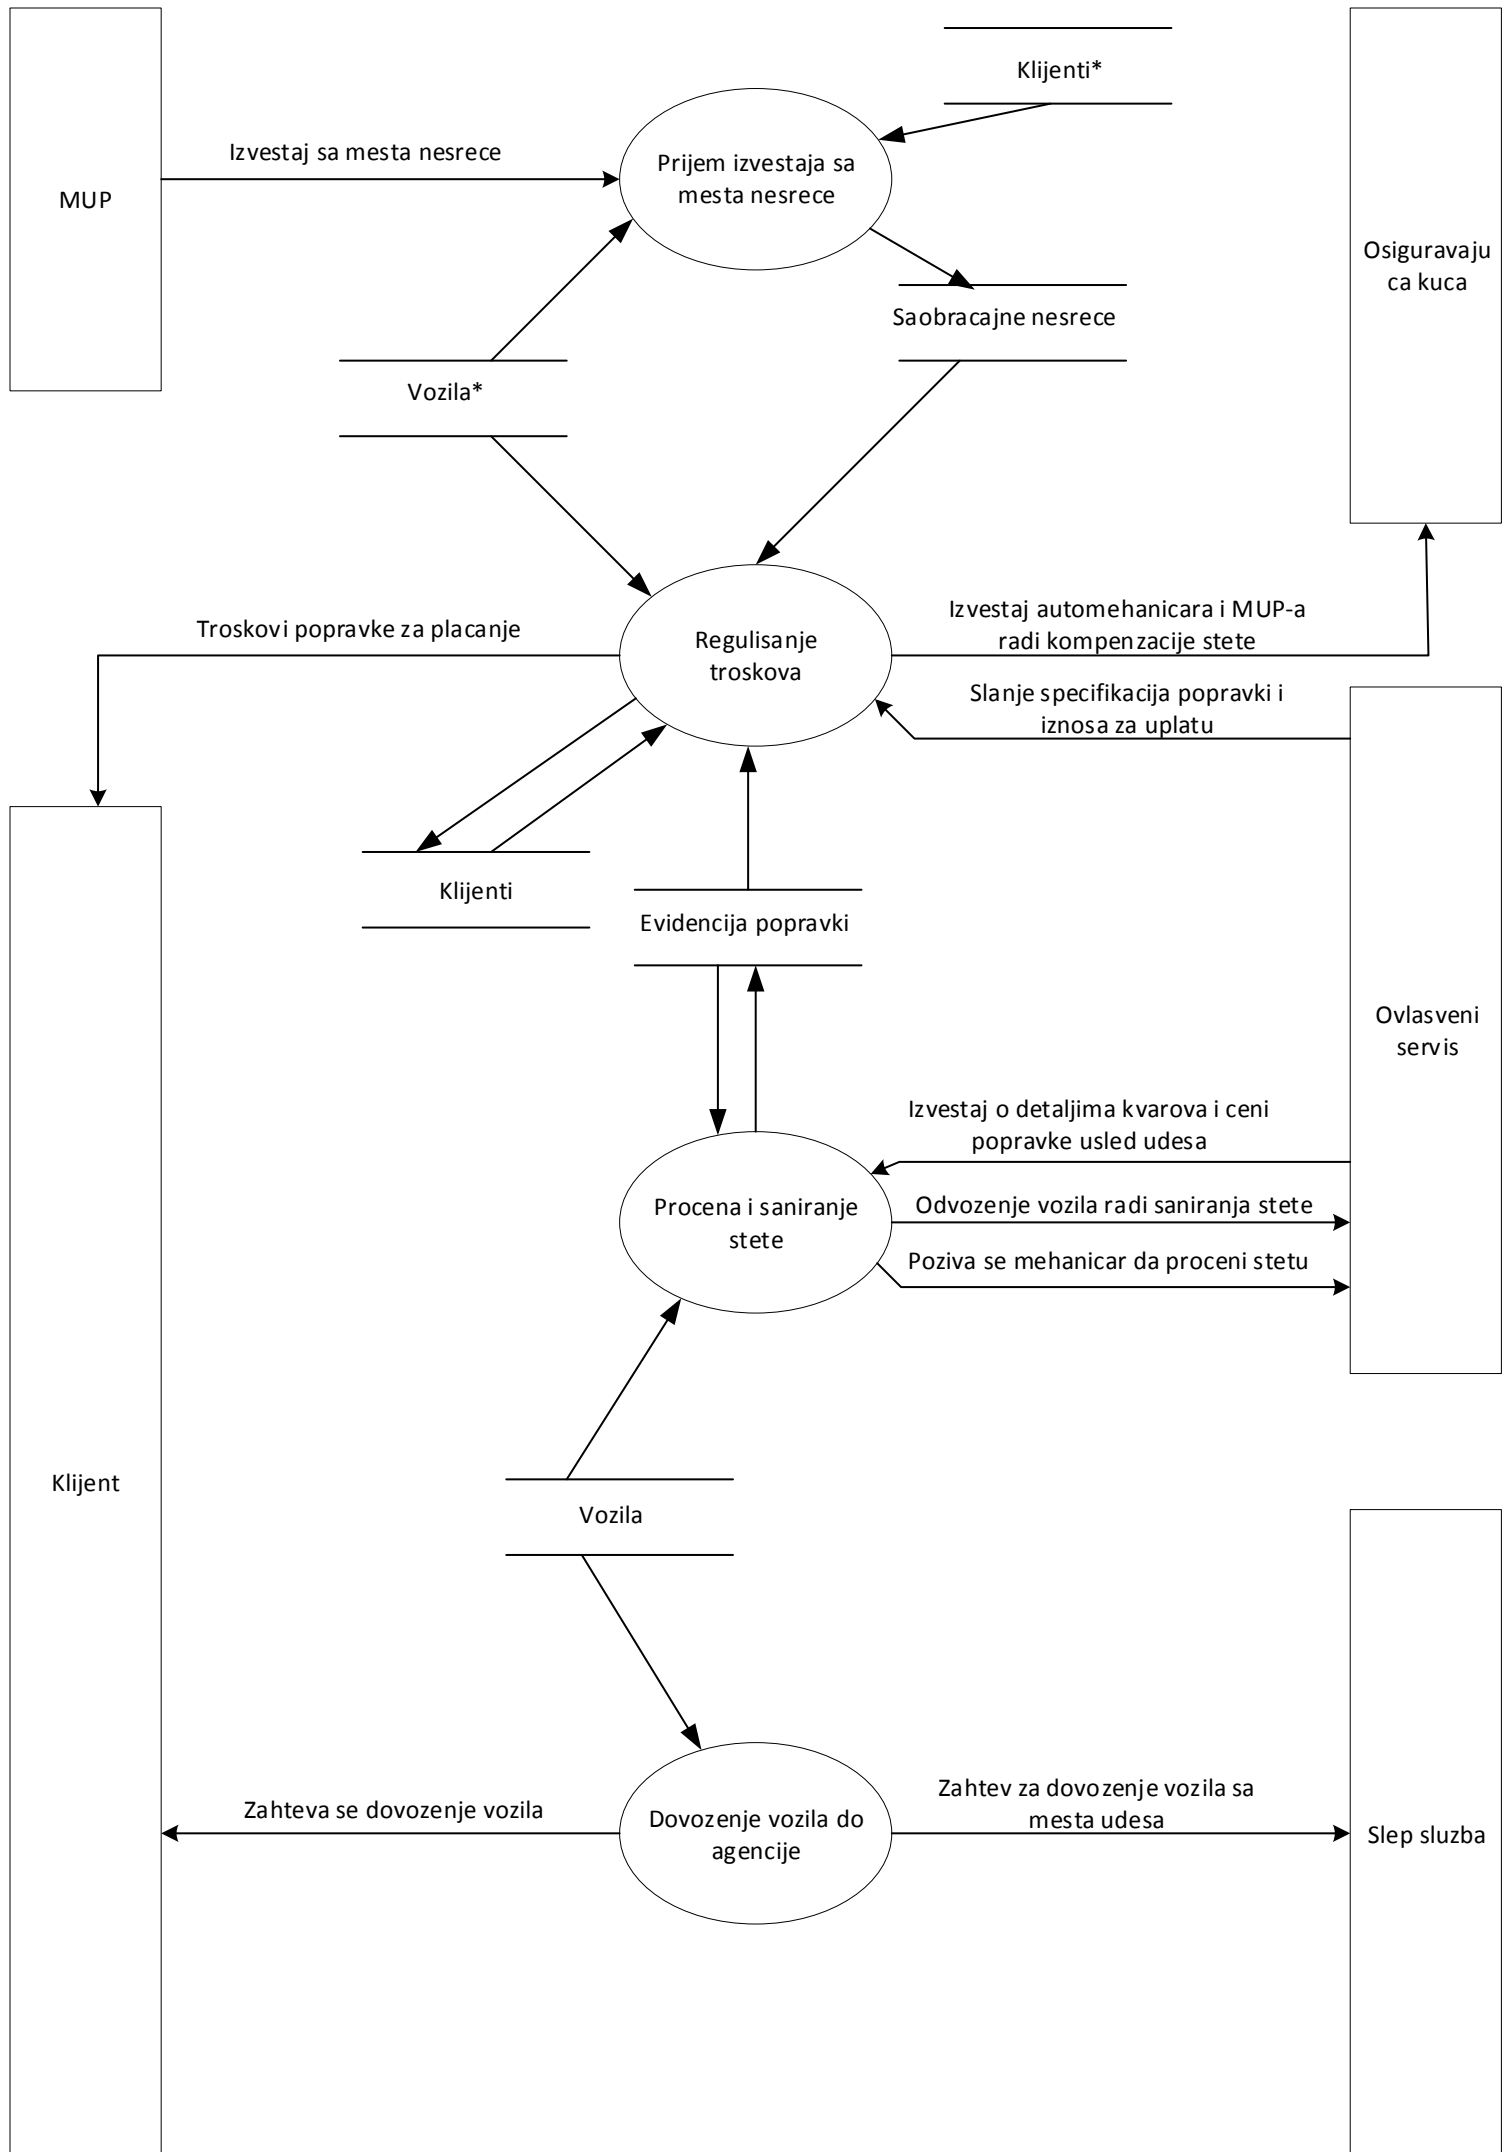 Klijenti*
Izvestaj sa mesta nesrece
Prijem izvestaja sa
mesta nesrece
MUP
Osiguravaju
ca kuca
Saobracajne nesrece
Vozila*
Troskovi popravke za placanje
Regulisanje
troskova
Izvestaj automehanicara i MUP-a
radi kompenzacije stete
Slanje specifikacija popravki i
iznosa za uplatu
Klijenti
Evidencija popravki
Ovlasveni
servis
Izvestaj o detaljima kvarova i ceni
popravke usled udesa
Procena i saniranje
stete
Odvozenje vozila radi saniranja stete
Poziva se mehanicar da proceni stetu
Klijent
Vozila
Zahteva se dovozenje vozila
Dovozenje vozila do
agencije
Zahtev za dovozenje vozila sa
mesta udesa
Slep sluzba